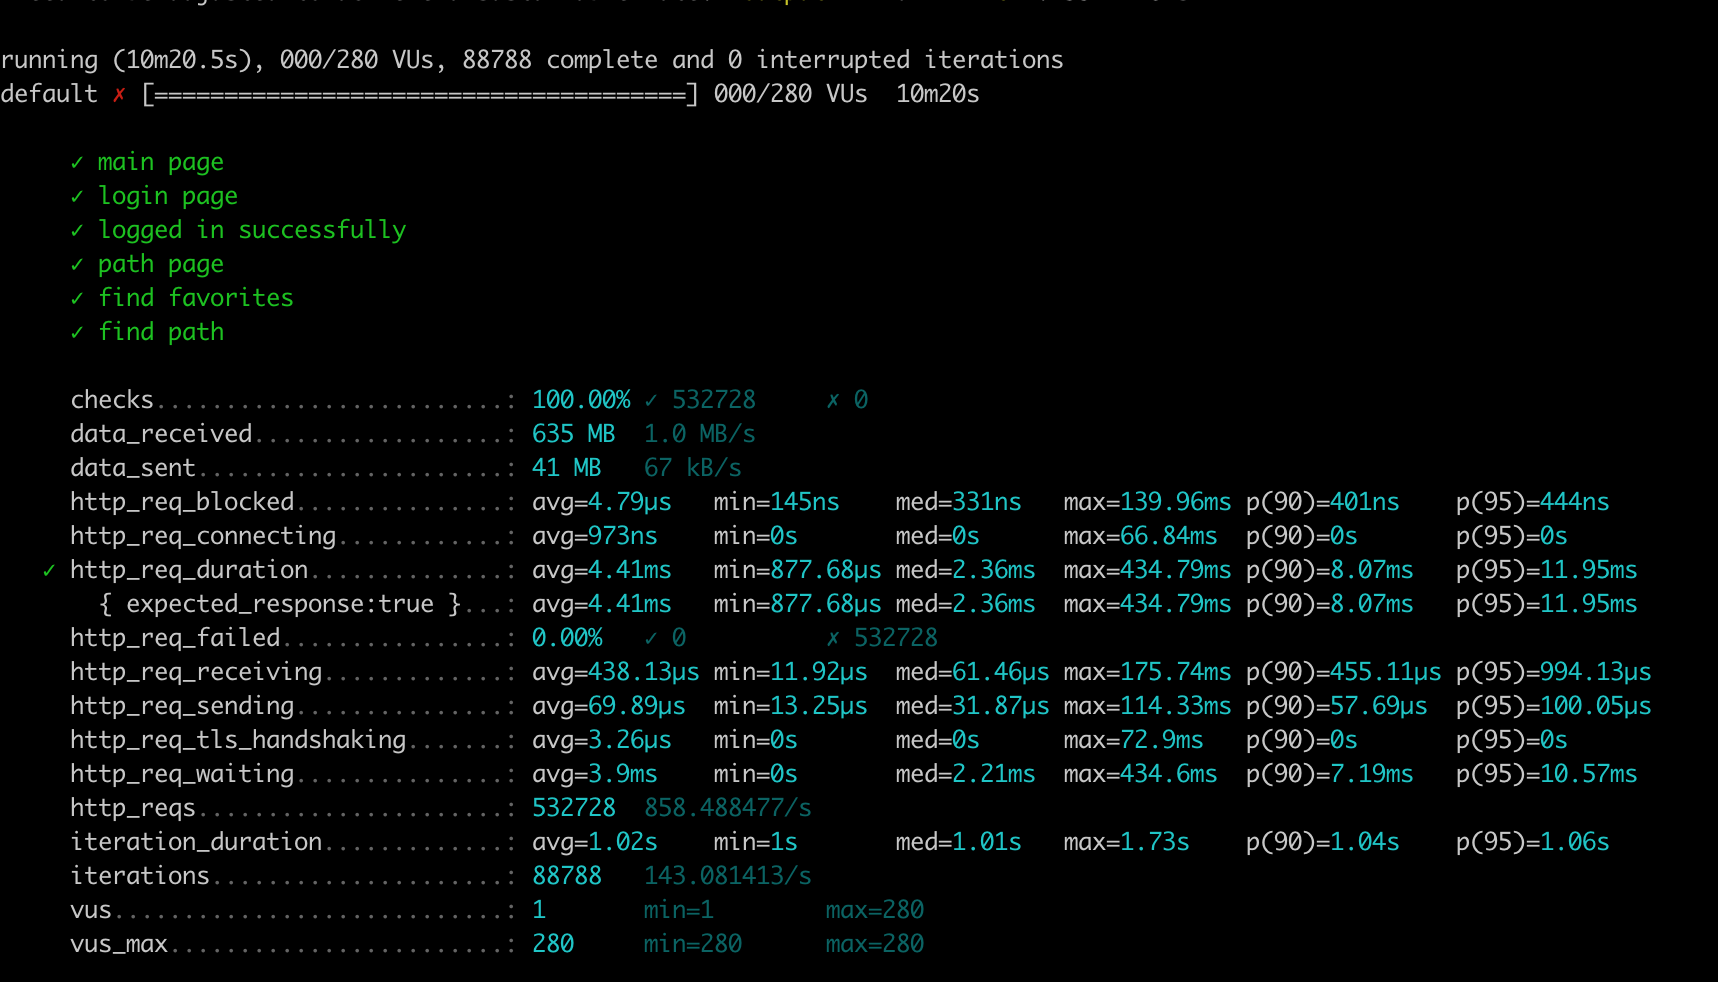 running (10m20.5s), 000/280 VUs, 88788 complete and 0 interrupted iterations
default ✗ [======================================] 000/280 VUs  10m20s
✓ main page
✓ login page
✓ logged in successfully
✓ path page
✓ find favorites
✓ find path
checks.........................: 100.00% ✓ 532728     ✗ 0
data_received..................: 635 MB  1.0 MB/s
data_sent......................: 41 MB   67 kB/s
http_req_blocked...............: avg=4.79µs   min=145ns    med=331ns    max=139.96ms p(90)=401ns    p(95)=444ns
http_req_connecting............: avg=973ns    min=0s       med=0s       max=66.84ms  p(90)=0s       p(95)=0s
✓ http_req_duration..............: avg=4.41ms   min=877.68µs med=2.36ms   max=434.79ms p(90)=8.07ms   p(95)=11.95ms
{ expected_response:true }...: avg=4.41ms   min=877.68µs med=2.36ms   max=434.79ms p(90)=8.07ms   p(95)=11.95ms
http_req_failed................: 0.00%   ✓ 0          ✗ 532728
http_req_receiving.............: avg=438.13µs min=11.92µs  med=61.46µs  max=175.74ms p(90)=455.11µs p(95)=994.13µs
http_req_sending...............: avg=69.89µs  min=13.25µs  med=31.87µs  max=114.33ms p(90)=57.69µs  p(95)=100.05µs
http_req_tls_handshaking.......: avg=3.26µs   min=0s       med=0s       max=72.9ms   p(90)=0s       p(95)=0s
http_req_waiting...............: avg=3.9ms    min=0s       med=2.21ms   max=434.6ms  p(90)=7.19ms   p(95)=10.57ms
http_reqs......................: 532728  858.488477/s
iteration_duration.............: avg=1.02s    min=1s       med=1.01s    max=1.73s    p(90)=1.04s    p(95)=1.06s
iterations.....................: 88788   143.081413/s
vus............................: 1       min=1        max=280
vus_max........................: 280     min=280      max=280